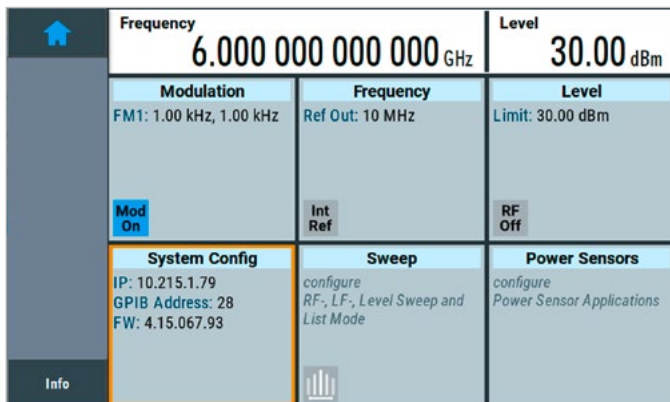 Frequency
6.000 000 000 000 GHz
Level
30.00 dBm
Modulation
FM1: 1.00 kHz, 1.00 kHz
Mod
On
Frequency
Ref Out: 10 MHz
Int
Ref
Level
Limit: 30.00 dBm
RF
Off
System Config
IP: 10.215.1.79
GPIB Address: 28
FW: 4.15.067.93
Sweep
configure
RF-, LF-, Level Sweep and
List Mode
Power Sensors
configure
Power Sensor Applications
Info